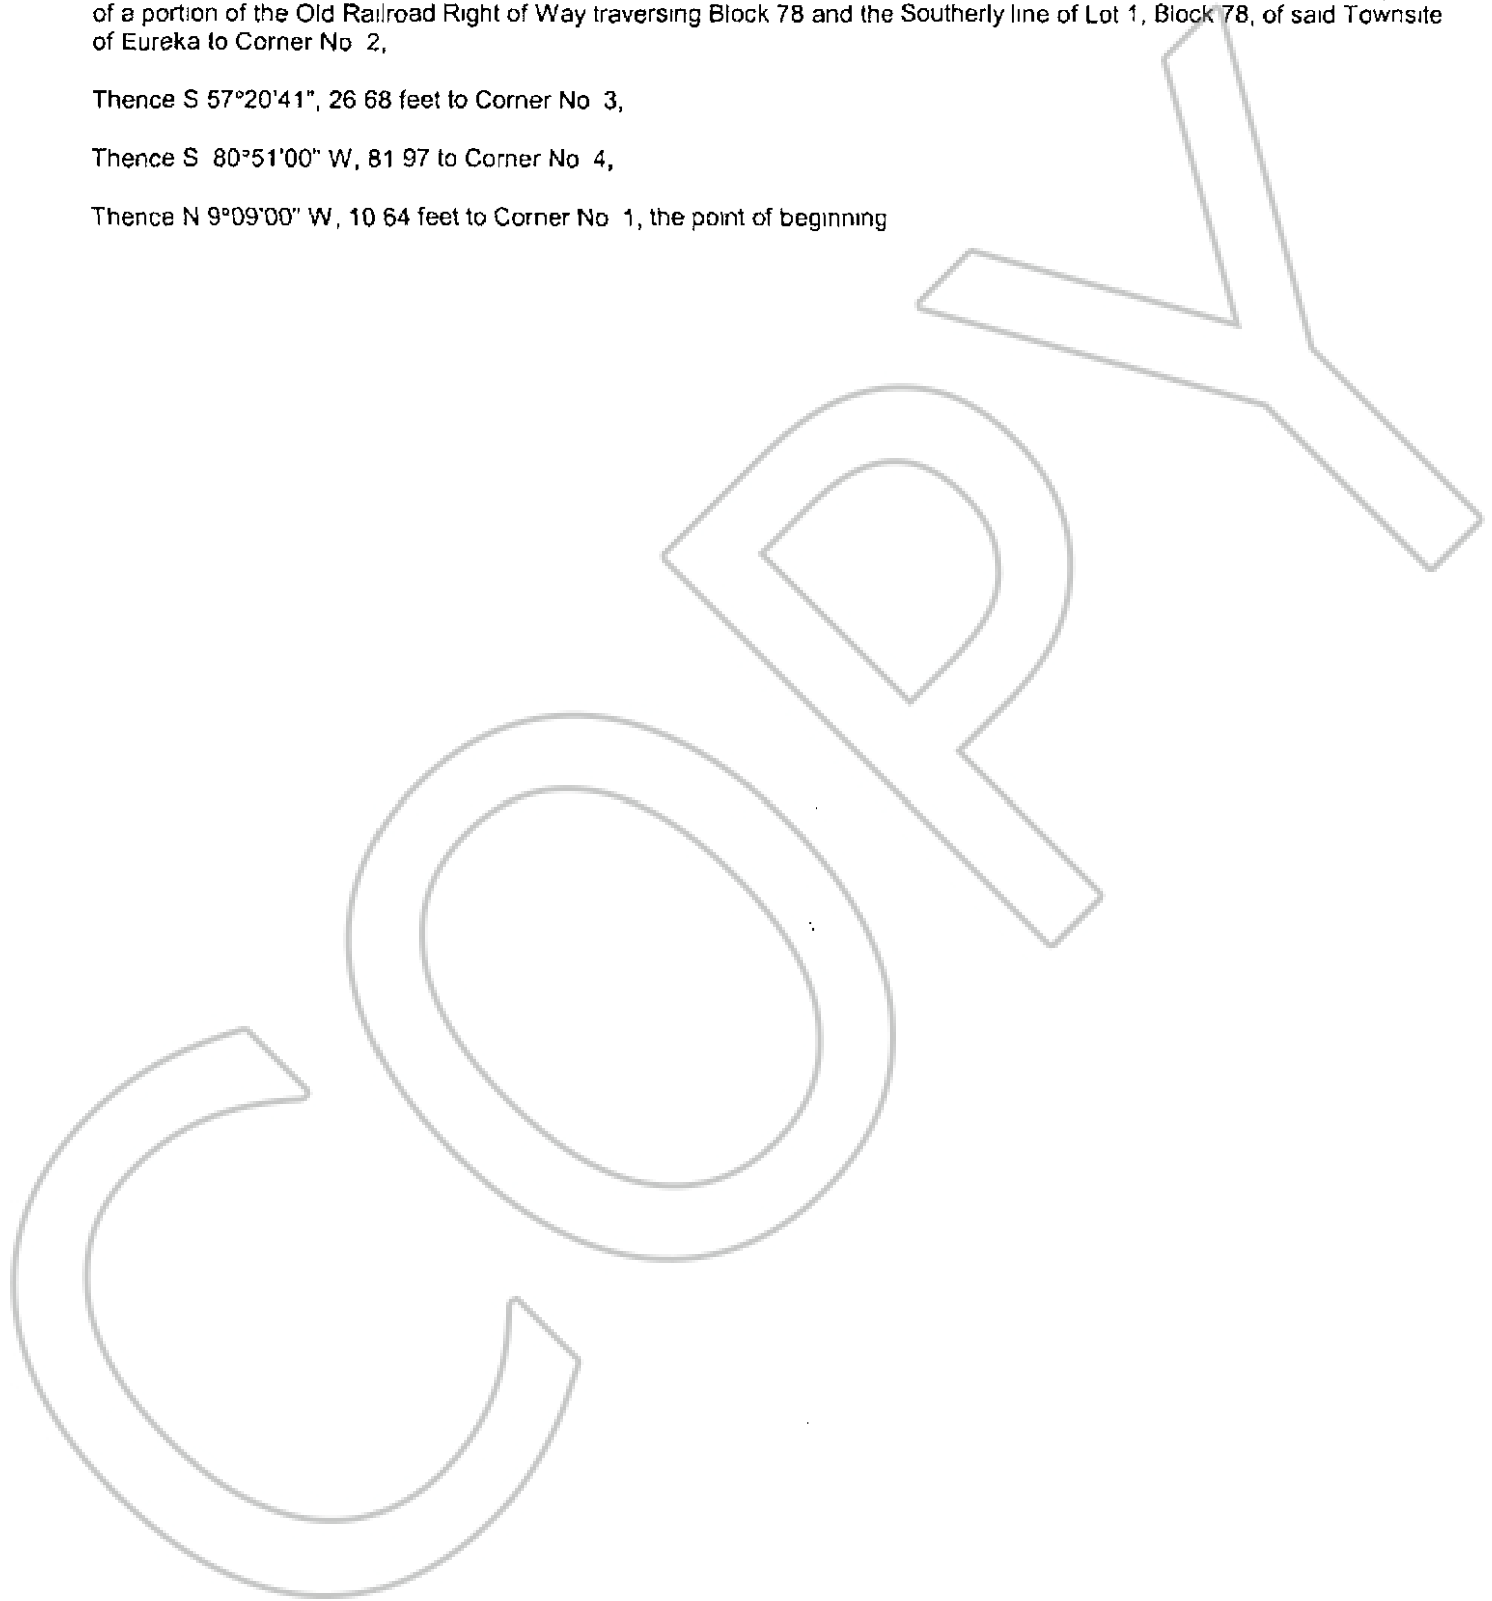 of a portion of the Old Railroad Right of Way traversing Block 78 and the Southerly line of Lot 1, Block 78, of said Townsite
of Eureka to Corner No 2,
Thence S 57°20'41", 26 68 feet to Corner No 3,
Thence S 80°51'00" W, 81 97 to Corner No 4,
Thence N 9°09'00" W, 10 64 feet to Corner No 1, the point of beginning
COPY